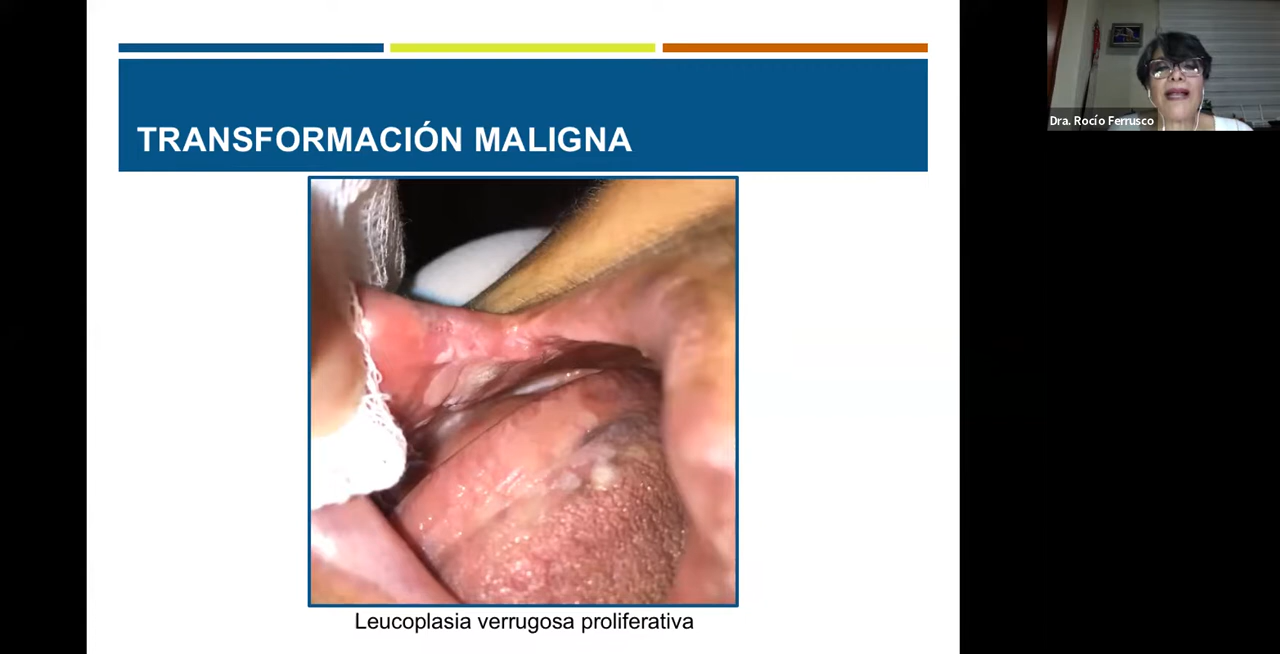 TRANSFORMACIÓN MALIGNA
Leucoplasia verrugosa proliferativa
Dra. Rocío Ferrusco